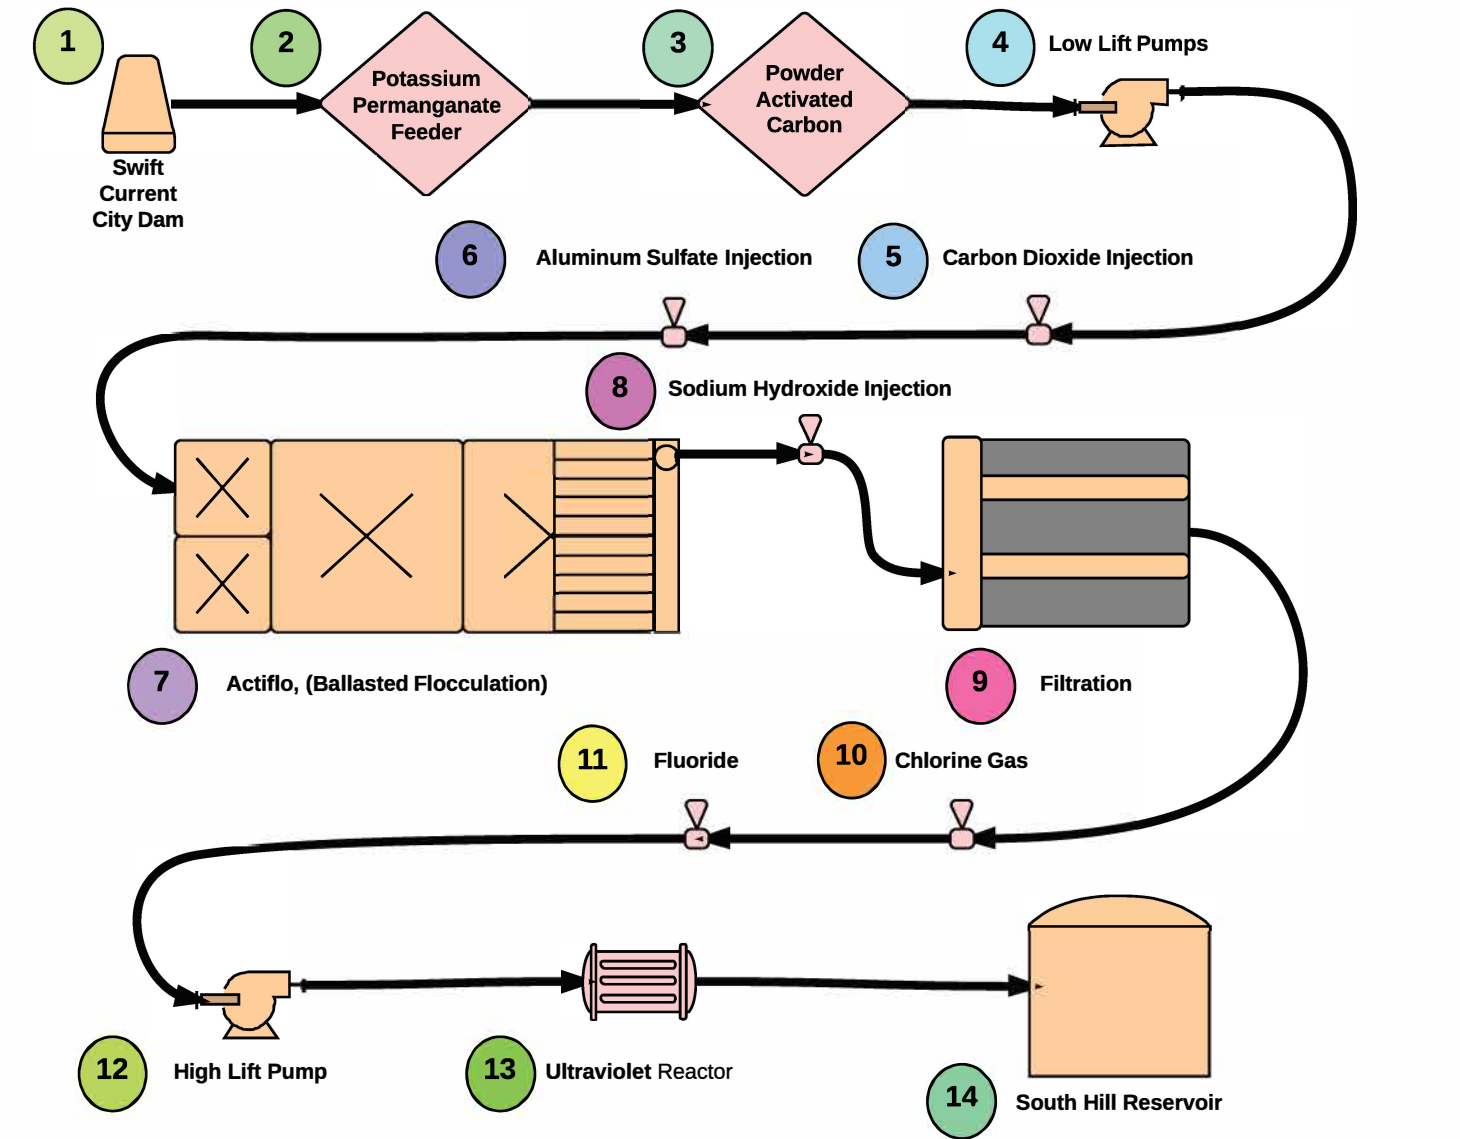 1
2
3
4
Low Lift Pumps
Potassium
Permanganate
Feeder
Powder
Activated
Carbon
Swift
Current
City Dam
6
Aluminum Sulfate Injection
5
Carbon Dioxide Injection
8
Sodium Hydroxide Injection
7
Actiflo, (Ballasted Flocculation)
9
Filtration
11
Fluoride
10
Chlorine Gas
12
High Lift Pump
13
Ultraviolet Reactor
14
South Hill Reservoir